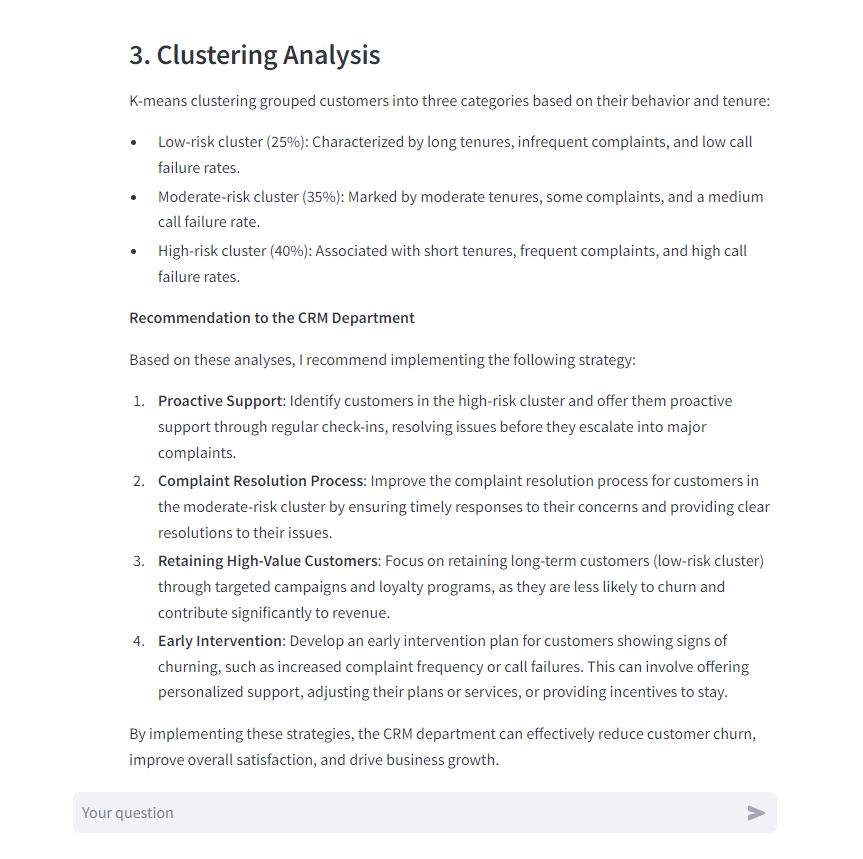 3. Clustering Analysis
K-means clustering grouped customers into three categories based on their behavior and tenure:
• Low-risk cluster (25%): Characterized by long tenures, infrequent complaints, and low call
failure rates.
• Moderate-risk cluster (35%): Marked by moderate tenures, some complaints, and a medium
call failure rate.
• High-risk cluster (40%): Associated with short tenures, frequent complaints, and high call
failure rates.
Recommendation to the CRM Department
Based on these analyses, I recommend implementing the following strategy:
1. Proactive Support: Identify customers in the high-risk cluster and offer them proactive
support through regular check-ins, resolving issues before they escalate into major
complaints.
2. Complaint Resolution Process: Improve the complaint resolution process for customers in
the moderate-risk cluster by ensuring timely responses to their concerns and providing clear
resolutions to their issues.
3. Retaining High-Value Customers: Focus on retaining long-term customers (low-risk cluster)
through targeted campaigns and loyalty programs, as they are less likely to churn and
contribute significantly to revenue.
4. Early Intervention: Develop an early intervention plan for customers showing signs of
churning, such as increased complaint frequency or call failures. This can involve offering
personalized support, adjusting their plans or services, or providing incentives to stay.
By implementing these strategies, the CRM department can effectively reduce customer churn,
improve overall satisfaction, and drive business growth.
Your question